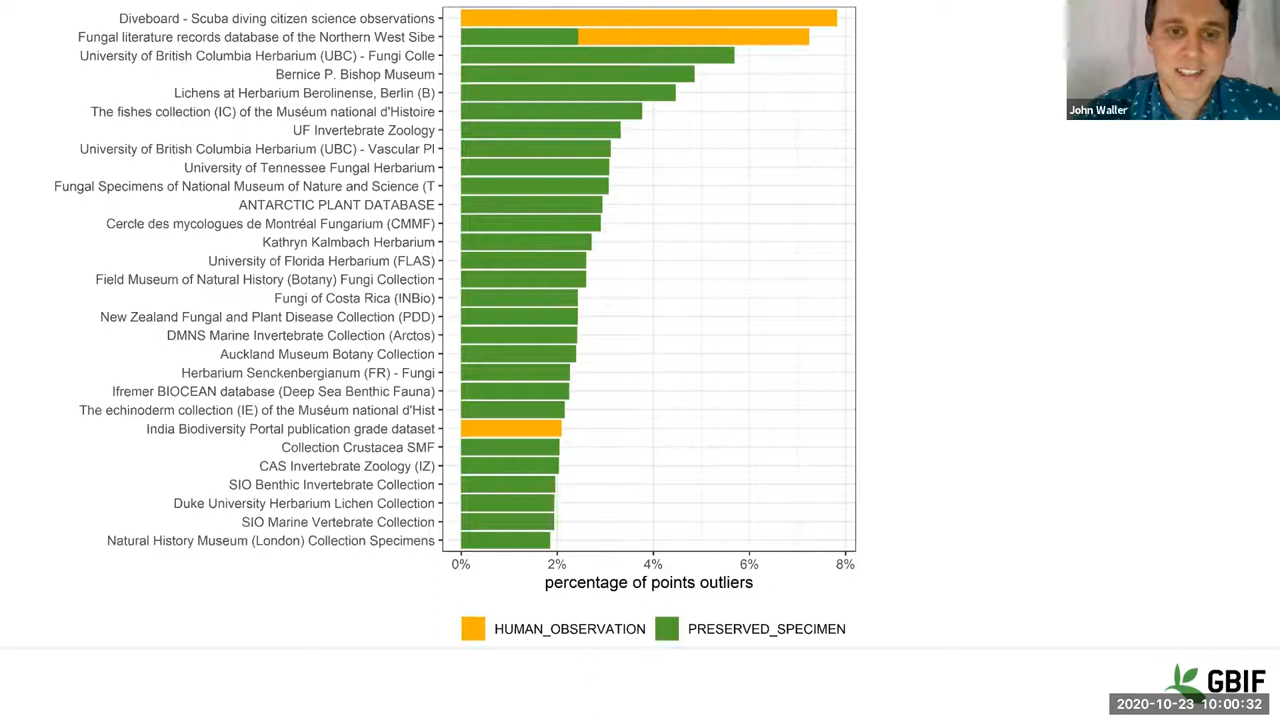 Diveboard - Scuba diving citizen science observations
Fungal literature records database of the Northern West Sibe
University of British Columbia Herbarium (UBC) - Fungi Colle
Bernice P. Bishop Museum
Lichens at Herbarium Berolinense, Berlin (B)
The fishes collection (IC) of the Muséum national d'Histoire
UF Invertebrate Zoology
University of British Columbia Herbarium (UBC) - Vascular Pl
University of Tennessee Fungal Herbarium
Fungal Specimens of National Museum of Nature and Science (T
ANTARCTIC PLANT DATABASE
Cercle des mycologues de Montréal Fungarium (CMMF)
Kathryn Kalmbach Herbarium
University of Florida Herbarium (FLAS)
Field Museum of Natural History (Botany) Fungi Collection
Fungi of Costa Rica (INBio)
New Zealand Fungal and Plant Disease Collection (PDD)
DMNS Marine Invertebrate Collection (Arctos)
Auckland Museum Botany Collection
Herbarium Senckenbergianum (FR) - Fungi
Ifremer BIOCEAN database (Deep Sea Benthic Fauna)
The echinoderm collection (IE) of the Muséum national d'Hist
India Biodiversity Portal publication grade dataset
Collection Crustacea SMF
CAS Invertebrate Zoology (IZ)
SIO Benthic Invertebrate Collection
Duke University Herbarium Lichen Collection
SIO Marine Vertebrate Collection
Natural History Museum (London) Collection Specimens
0% 2% 4% 6% 8%
percentage of points outliers
HUMAN_OBSERVATION PRESERVED_SPECIMEN
John Waller
GBIF
2020-10-23 10:00:32